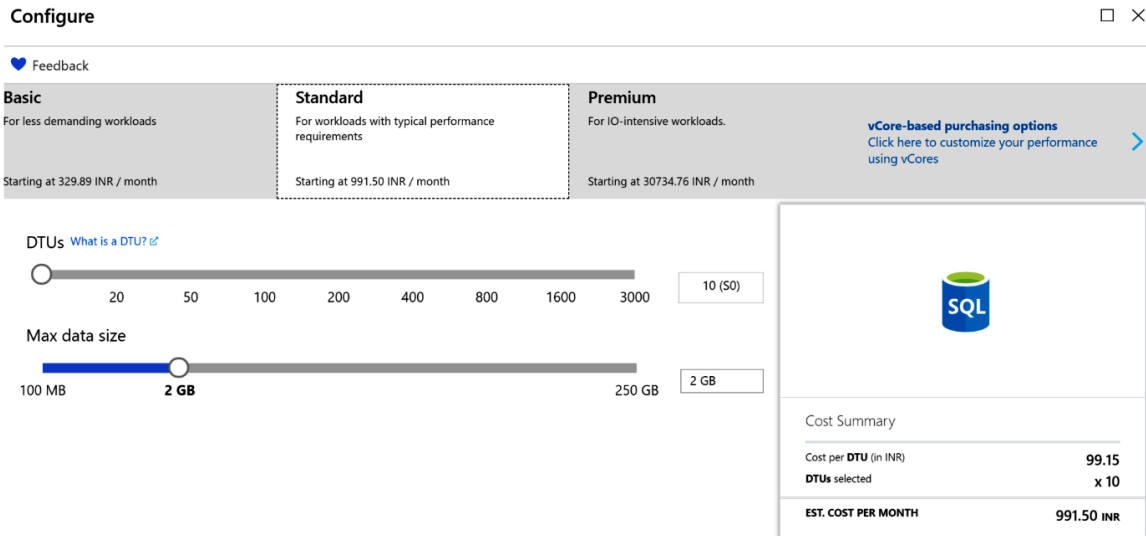 Configure
Feedback
Basic
For less demanding workloads
Starting at 329.89 INR / month
Standard
For workloads with typical performance
requirements
Starting at 991.50 INR / month
Premium
For IO-intensive workloads.
Starting at 30734.76 INR / month
vCore-based purchasing options
Click here to customize your performance
using vCores
DTUs What is a DTU?
20 50 100 200 400 800 1600 3000
10 (S0)
Max data size
100 MB 2 GB 250 GB
2 GB
SQL
Cost Summary
Cost per DTU (in INR) 99.15
DTUs selected x 10
EST. COST PER MONTH 991.50 INR